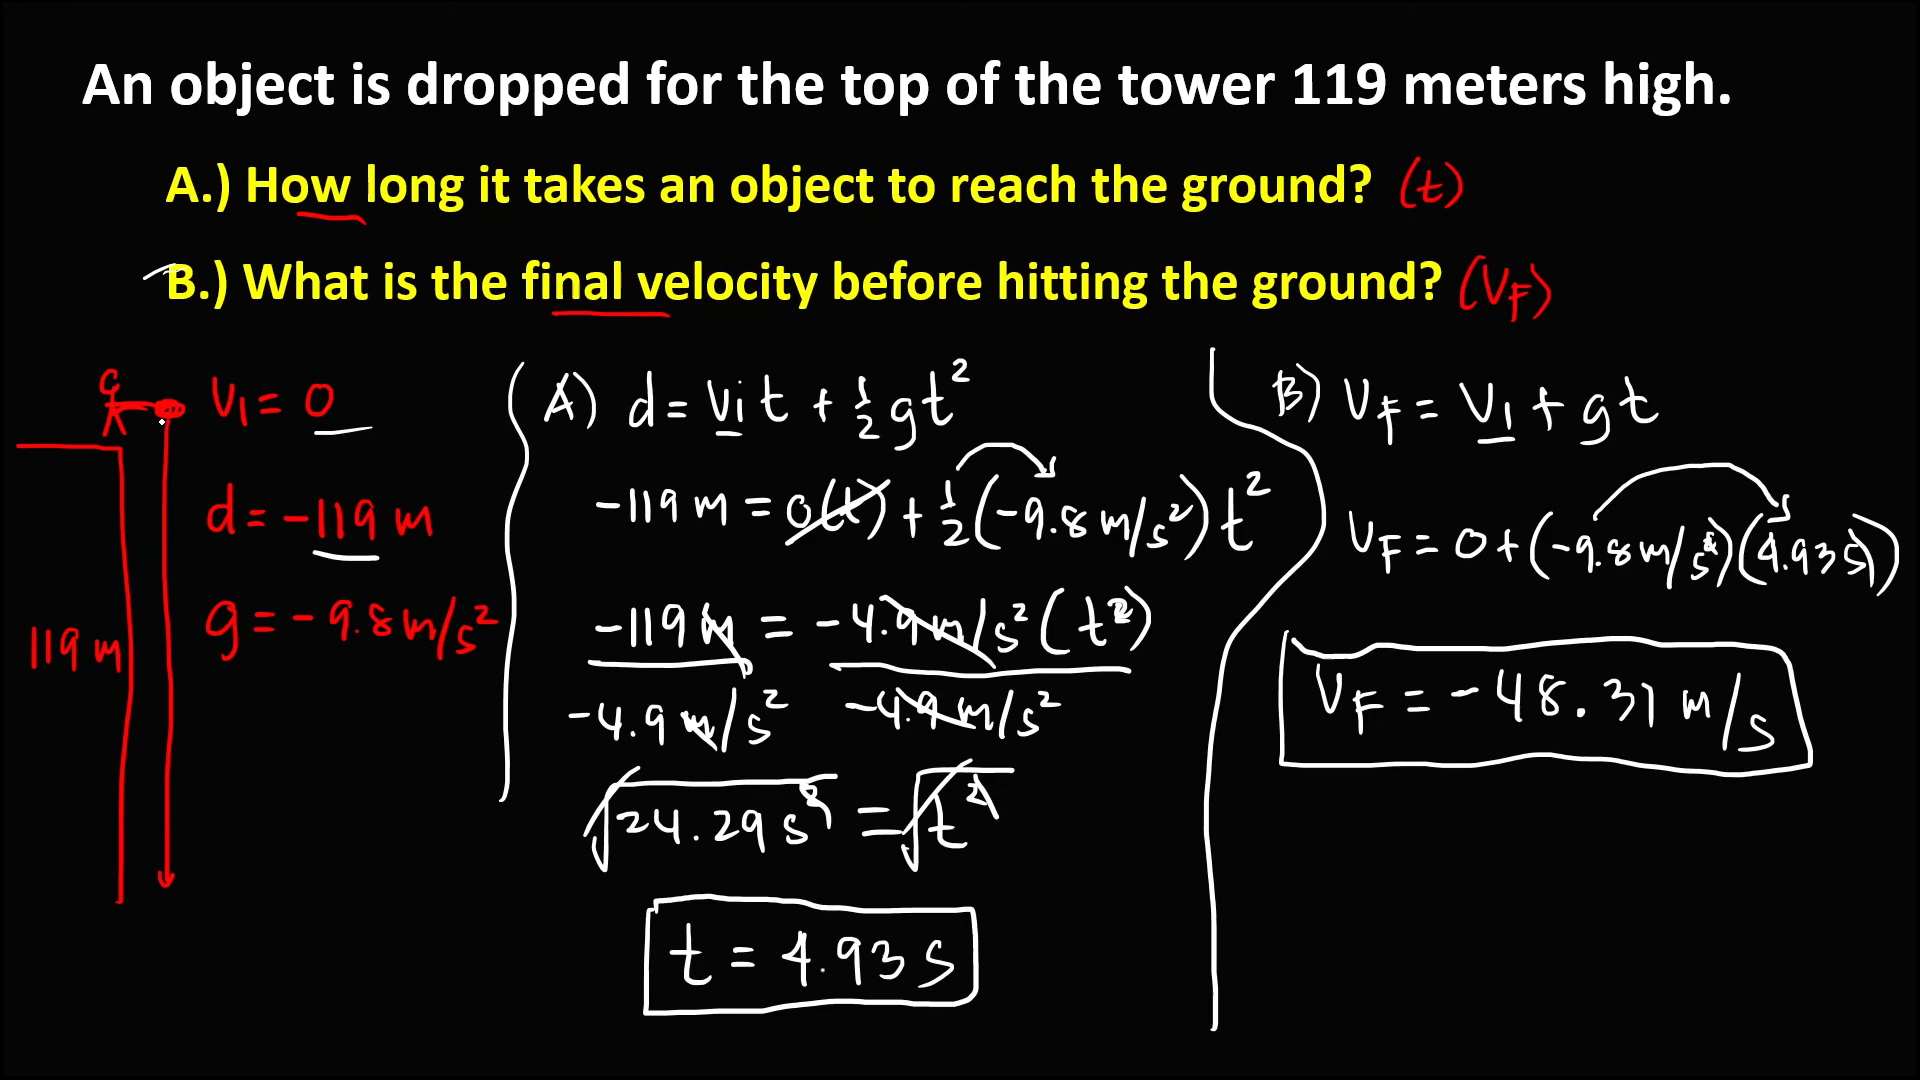 An object is dropped for the top of the tower 119 meters high.
A.) How long it takes an object to reach the ground? (t)
B.) What is the final velocity before hitting the ground? (VF)
V1 = 0
d = -119 m
g = -9.8 m/s²
119 m
A) d = Vi t + 1/2 gt²
-119 m = 0(t) + 1/2 (-9.8 m/s²) t²
-119 m = -4.9 m/s² (t²)
-4.9 m/s² -4.9 m/s²
√24.29 s² = √t²
t = 4.93 s
B) VF = V1 + gt
VF = 0 + (-9.8 m/s²)(4.93 s)
VF = -48.31 m/s